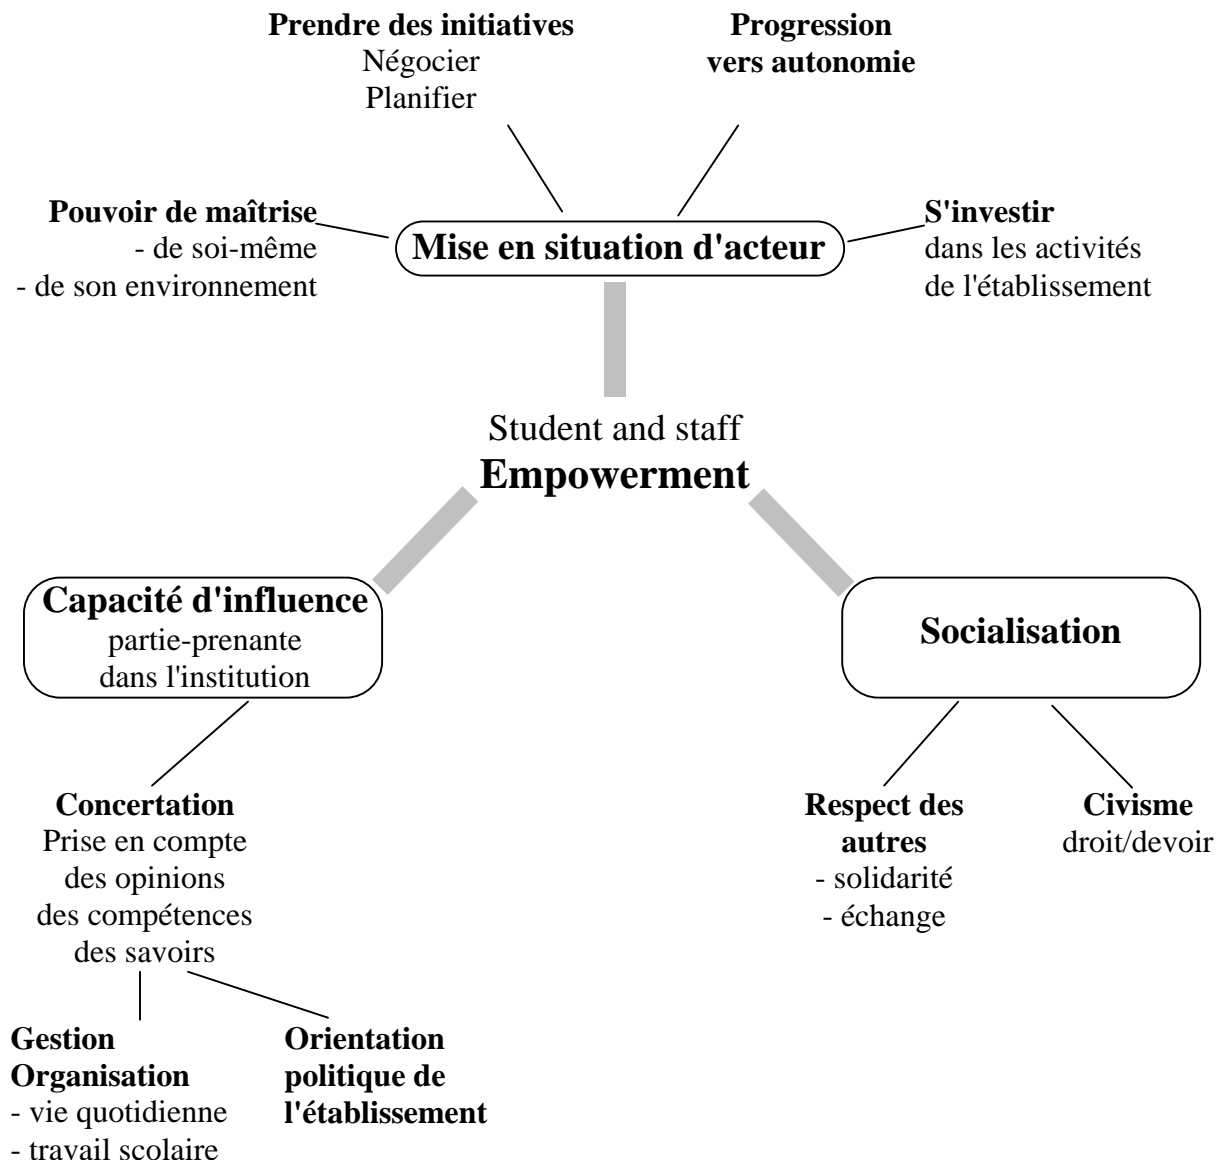 Prendre des initiatives
Négocier
Planifier
Progression
vers autonomie
Pouvoir de maîtrise
- de soi-même
- de son environnement
Mise en situation d'acteur
S'investir
dans les activités
de l'établissement
Student and staff
Empowerment
Capacité d'influence
partie-prenante
dans l'institution
Socialisation
Concertation
Prise en compte
des opinions
des compétences
des savoirs
Respect des
autres
- solidarité
- échange
Civisme
droit/devoir
Gestion
Organisation
- vie quotidienne
- travail scolaire
Orientation
politique de
l'établissement